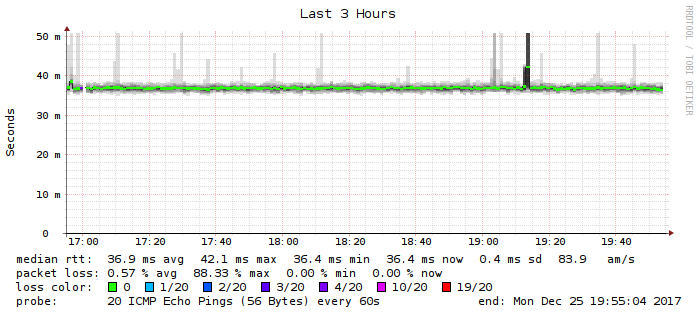 Last 3 Hours
RRDTOOL / TOBI OETIKER
Seconds
50 m
40 m
30 m
20 m
10 m
0
17:00 17:20 17:40 18:00 18:20 18:40 19:00 19:20 19:40
median rtt: 36.9 ms avg 42.1 ms max 36.4 ms min 36.4 ms now 0.4 ms sd 83.9 am/s
packet loss: 0.57 % avg 88.33 % max 0.00 % min 0.00 % now
loss color: 0 1/20 2/20 3/20 4/20 10/20 19/20
probe: 20 ICMP Echo Pings (56 Bytes) every 60s end: Mon Dec 25 19:55:04 2017